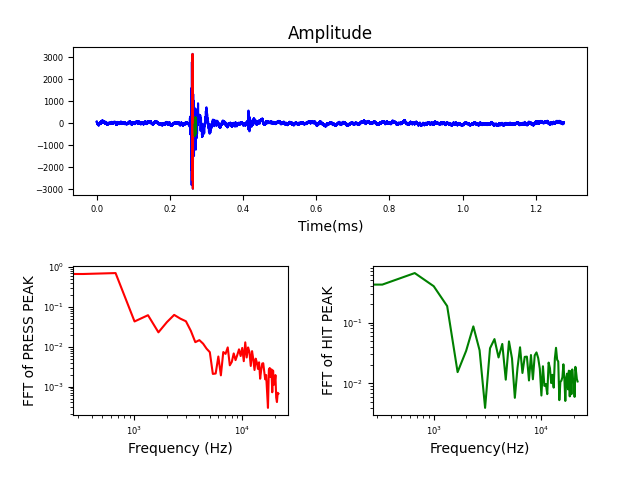 Amplitude
3000
2000
1000
0
−1000
−2000
−3000
0.0 0.2 0.4 0.6 0.8 1.0 1.2
Time(ms)
FFT of PRESS PEAK
10⁰
10⁻¹
10⁻²
10⁻³
10³ 10⁴
Frequency (Hz)
FFT of HIT PEAK
10⁻¹
10⁻²
10³ 10⁴
Frequency(Hz)